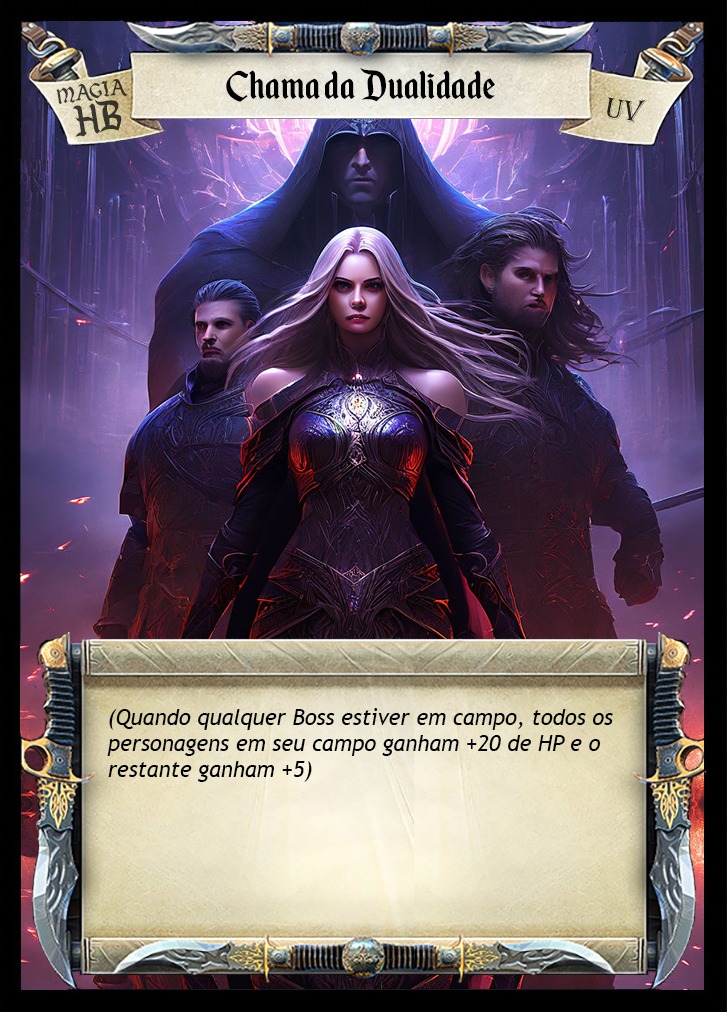 MAGIA
HB
Chama da Dualidade
UV
(Quando qualquer Boss estiver em campo, todos os
personagens em seu campo ganham +20 de HP e o
restante ganham +5)